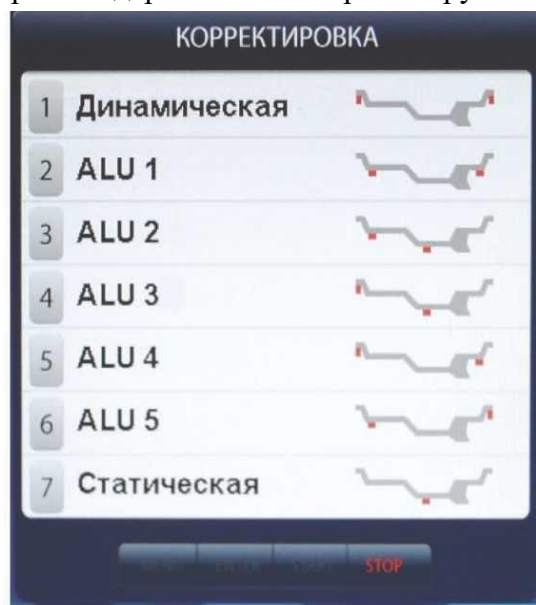 КОРРЕКТИРОВКА
1 Динамическая
2 ALU 1
3 ALU 2
4 ALU 3
5 ALU 4
6 ALU 5
7 Статическая
STOP